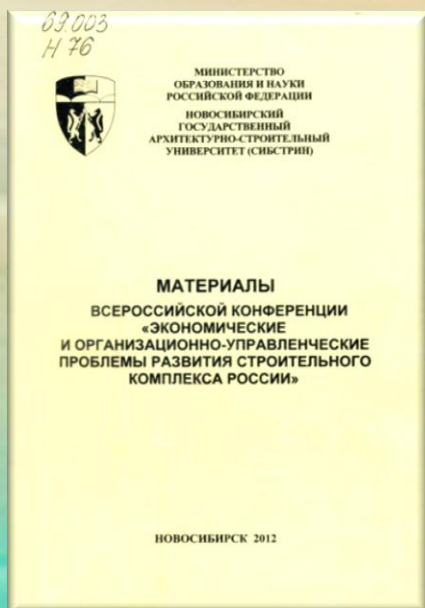 69.003
Н 76
МИНИСТЕРСТВО
ОБРАЗОВАНИЯ И НАУКИ
РОССИЙСКОЙ ФЕДЕРАЦИИ
НОВОСИБИРСКИЙ
ГОСУДАРСТВЕННЫЙ
АРХИТЕКТУРНО-СТРОИТЕЛЬНЫЙ
УНИВЕРСИТЕТ (СИБСТРИН)
МАТЕРИАЛЫ
ВСЕРОССИЙСКОЙ КОНФЕРЕНЦИИ
«ЭКОНОМИЧЕСКИЕ
И ОРГАНИЗАЦИОННО-УПРАВЛЕНЧЕСКИЕ
ПРОБЛЕМЫ РАЗВИТИЯ СТРОИТЕЛЬНОГО
КОМПЛЕКСА РОССИИ»
НОВОСИБИРСК 2012